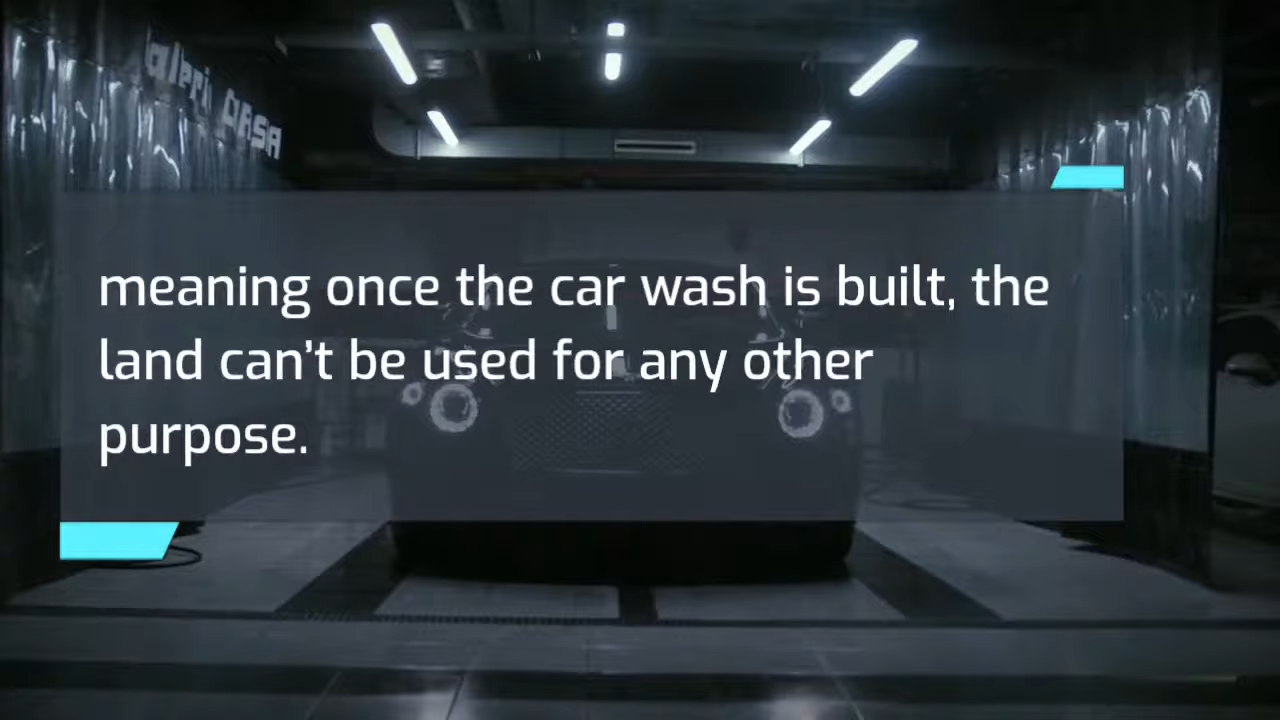 meaning once the car wash is built, the
land can’t be used for any other
purpose.